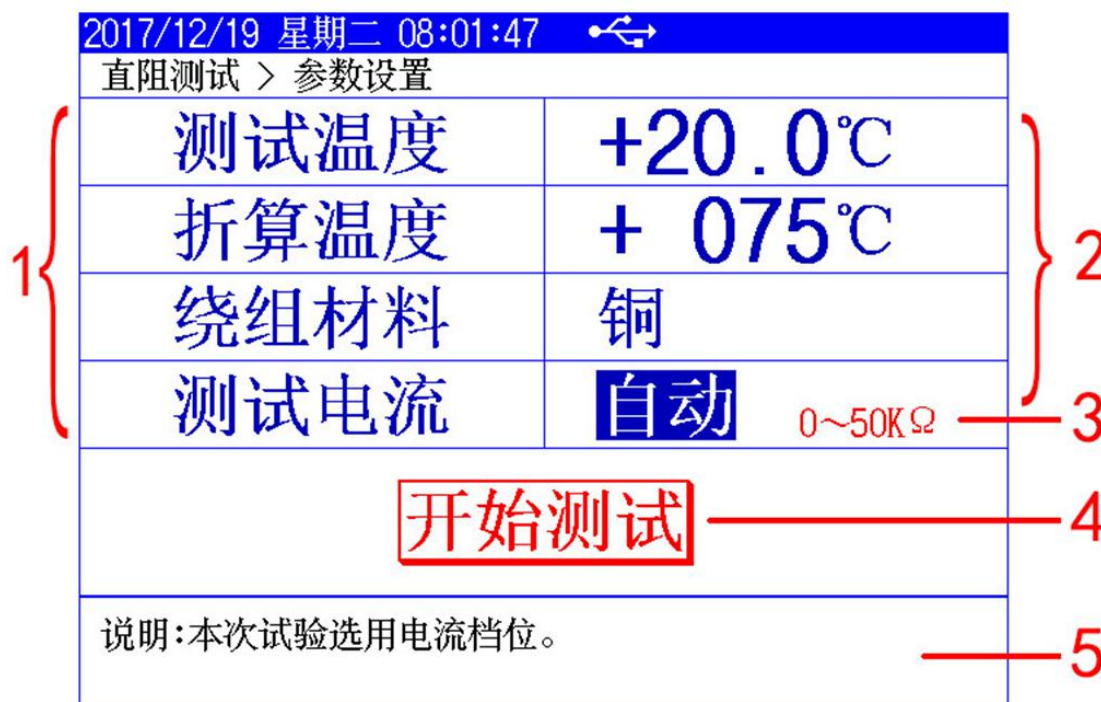 2017/12/19 星期二 08:01:47
直阻测试 > 参数设置
测试温度 +20.0℃
折算温度 + 075℃
绕组材料 铜
测试电流 自动 0~50KΩ
开始测试
说明:本次试验选用电流档位。
1
2
3
4
5